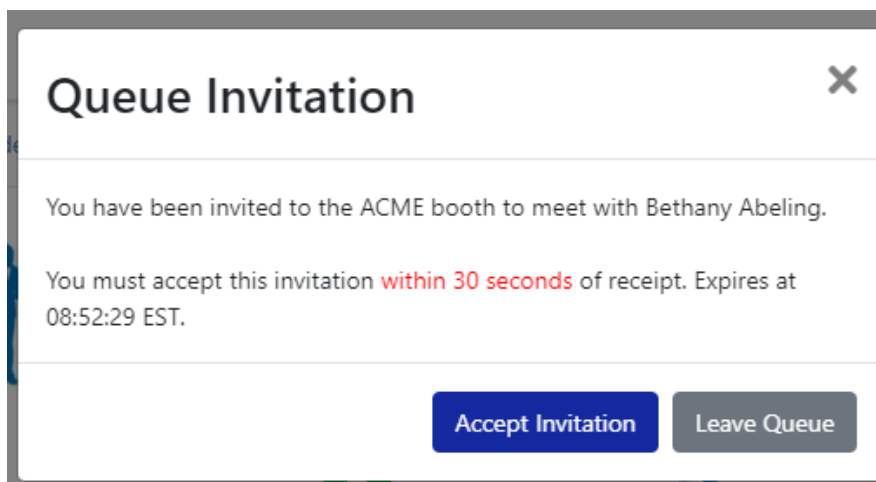 Queue Invitation
You have been invited to the ACME booth to meet with Bethany Abeling.
You must accept this invitation within 30 seconds of receipt. Expires at
08:52:29 EST.
Accept Invitation
Leave Queue